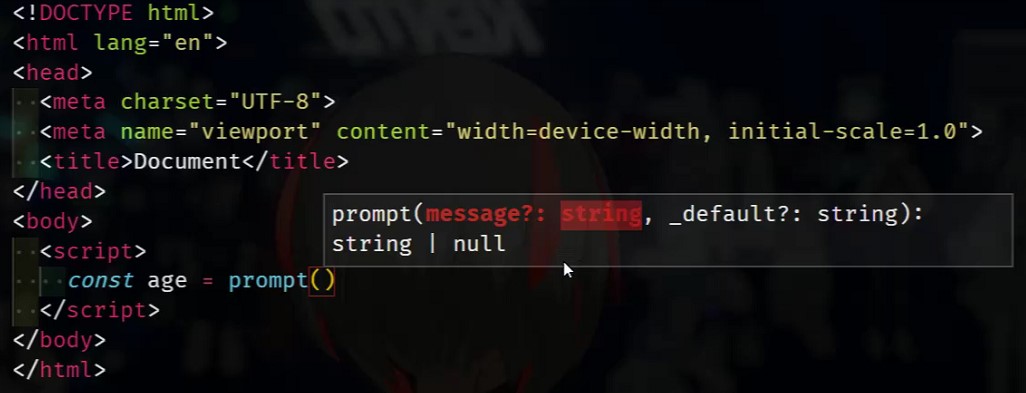 <!DOCTYPE html>
<html lang="en">
<head>
<meta charset="UTF-8">
<meta name="viewport" content="width=device-width, initial-scale=1.0">
<title>Document</title>
</head>
<body>
<script>
const age = prompt()
</script>
</body>
</html>
prompt(message?: string, _default?: string):
string | null